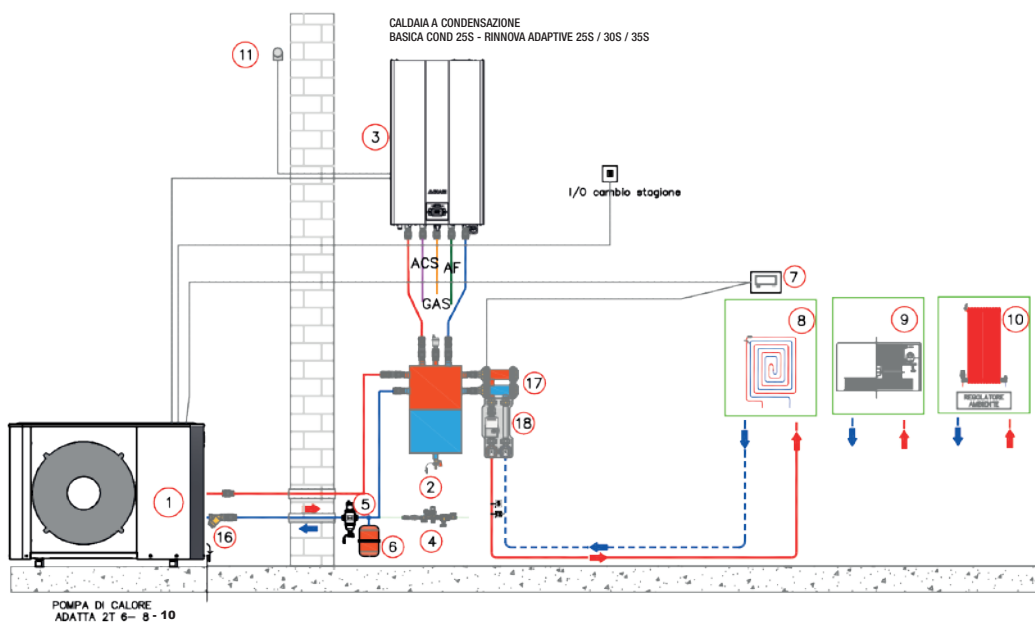 CALDAIA A CONDENSAZIONE
BASICA COND 25S - RINNOVA ADAPTIVE 25S / 30S / 35S
11
3
I/O cambio stagione
ACS
AF
GAS
7
8
9
10
REGOLATORE
AMBIENTE
17
18
2
1
5
16
6
4
POMPA DI CALORE
ADATTA 2T 6- 8 - 10